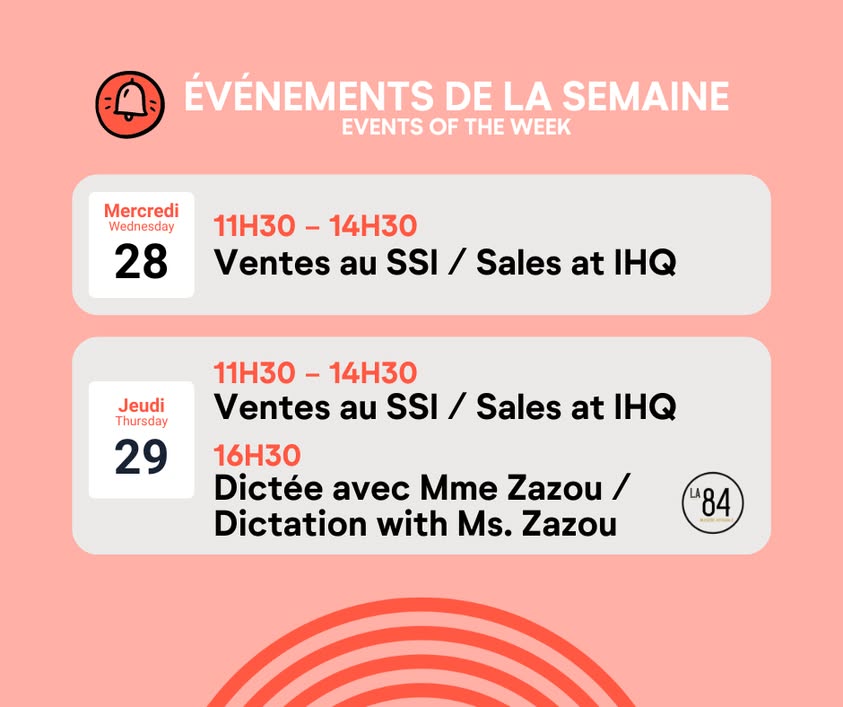 ÉVÉNEMENTS DE LA SEMAINE
EVENTS OF THE WEEK
Mercredi
Wednesday
28
11H30 – 14H30
Ventes au SSI / Sales at IHQ
Jeudi
Thursday
29
11H30 – 14H30
Ventes au SSI / Sales at IHQ
16H30
Dictée avec Mme Zazou /
Dictation with Ms. Zazou
LA
84